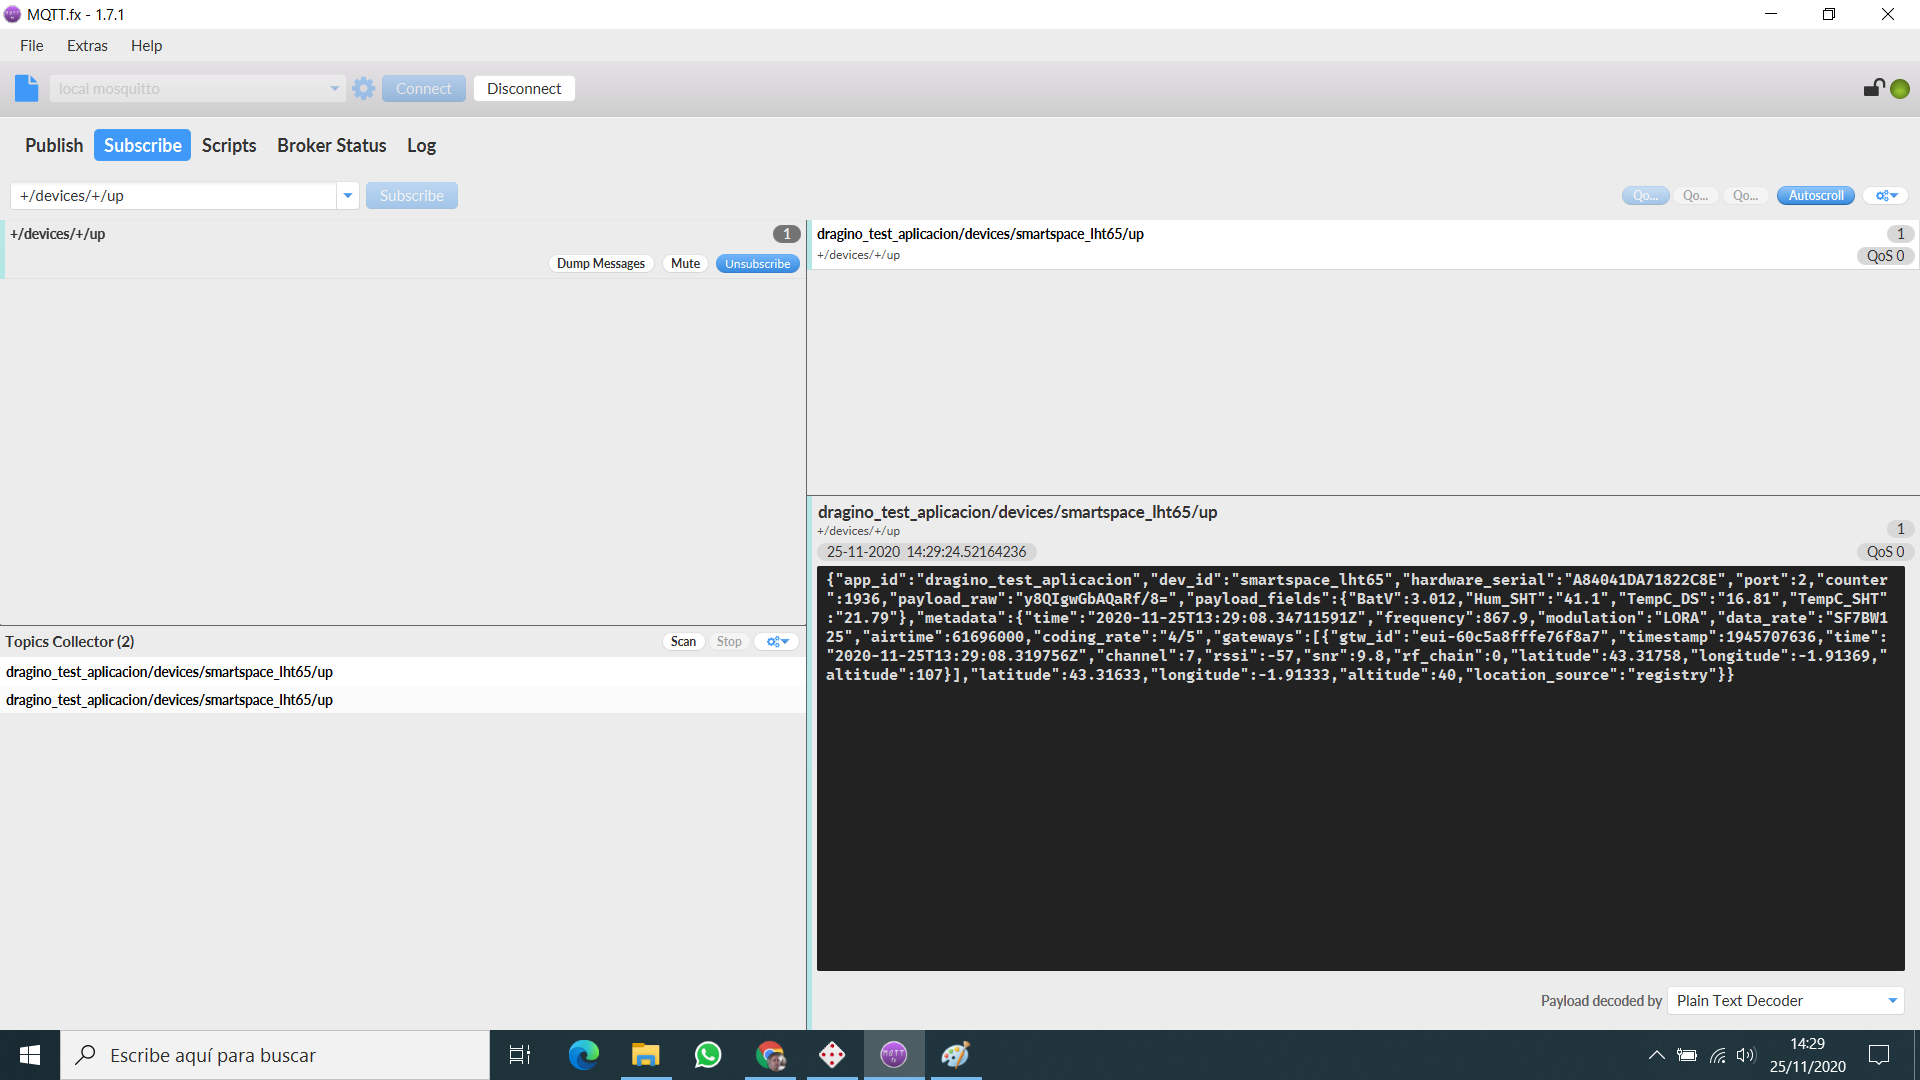 MQTT.fx - 1.7.1
File Extras Help
local mosquitto Connect Disconnect
Publish Subscribe Scripts Broker Status Log
+/devices/+/up Subscribe Qo... Qo... Qo... Autoscroll
+/devices/+/up 1
Dump Messages Mute Unsubscribe
dragino_test_aplicacion/devices/smartspace_lht65/up 1
+/devices/+/up QoS 0
dragino_test_aplicacion/devices/smartspace_lht65/up
+/devices/+/up 1
25-11-2020 14:29:24.52164236 QoS 0
{"app_id":"dragino_test_aplicacion","dev_id":"smartspace_lht65","hardware_serial":"A84041DA71822C8E","port":2,"counter
":1936,"payload_raw":"y8QIgwGbAQaRf/8=","payload_fields":{"BatV":3.012,"Hum_SHT":"41.1","TempC_DS":"16.81","TempC_SHT"
:"21.79"},"metadata":{"time":"2020-11-25T13:29:08.34711591Z","frequency":867.9,"modulation":"LORA","data_rate":"SF7BW1
25","airtime":61696000,"coding_rate":"4/5","gateways":[{"gtw_id":"eui-60c5a8fffe76f8a7","timestamp":1945707636,"time":
"2020-11-25T13:29:08.319756Z","channel":7,"rssi":-57,"snr":9.8,"rf_chain":0,"latitude":43.31758,"longitude":-1.91369,"
altitude":107}],"latitude":43.31633,"longitude":-1.91333,"altitude":40,"location_source":"registry"}}
Payload decoded by Plain Text Decoder
Topics Collector (2) Scan Stop
dragino_test_aplicacion/devices/smartspace_lht65/up
dragino_test_aplicacion/devices/smartspace_lht65/up
Escribe aquí para buscar
MQTT
fx
14:29
25/11/2020